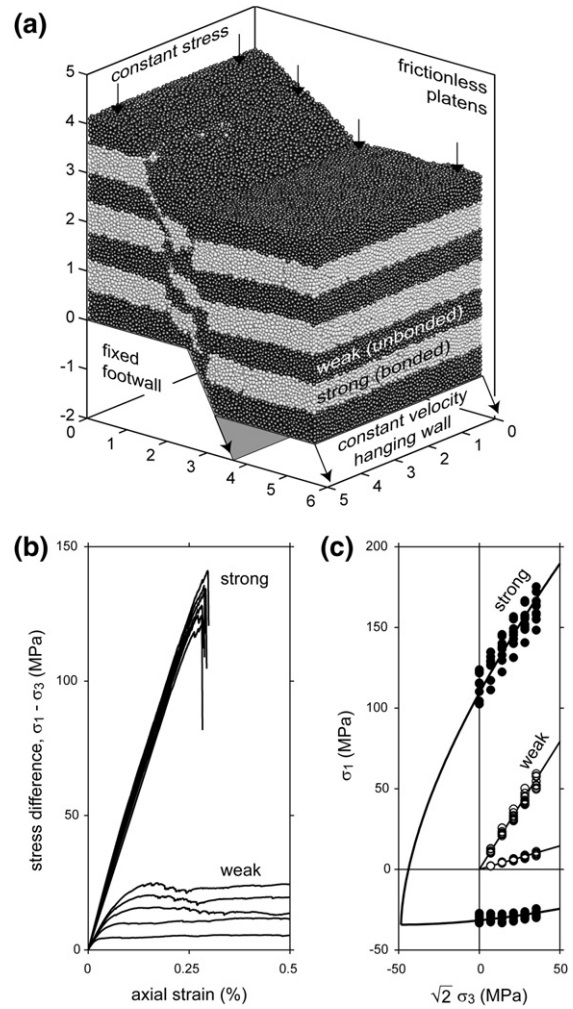 (a)
constant stress
frictionless
platens
5
4
3
2
1
0
-1
-2
fixed
footwall
weak (unbonded)
strong (bonded)
constant velocity
hanging wall
0
1
2
3
4
5
6
5
4
3
2
1
0
(b)
150
100
50
0
stress difference, σ1 - σ3 (MPa)
strong
weak
0
0.25
0.5
axial strain (%)
(c)
200
150
100
50
0
-50
σ1 (MPa)
strong
weak
-50
0
50
√2 σ3 (MPa)